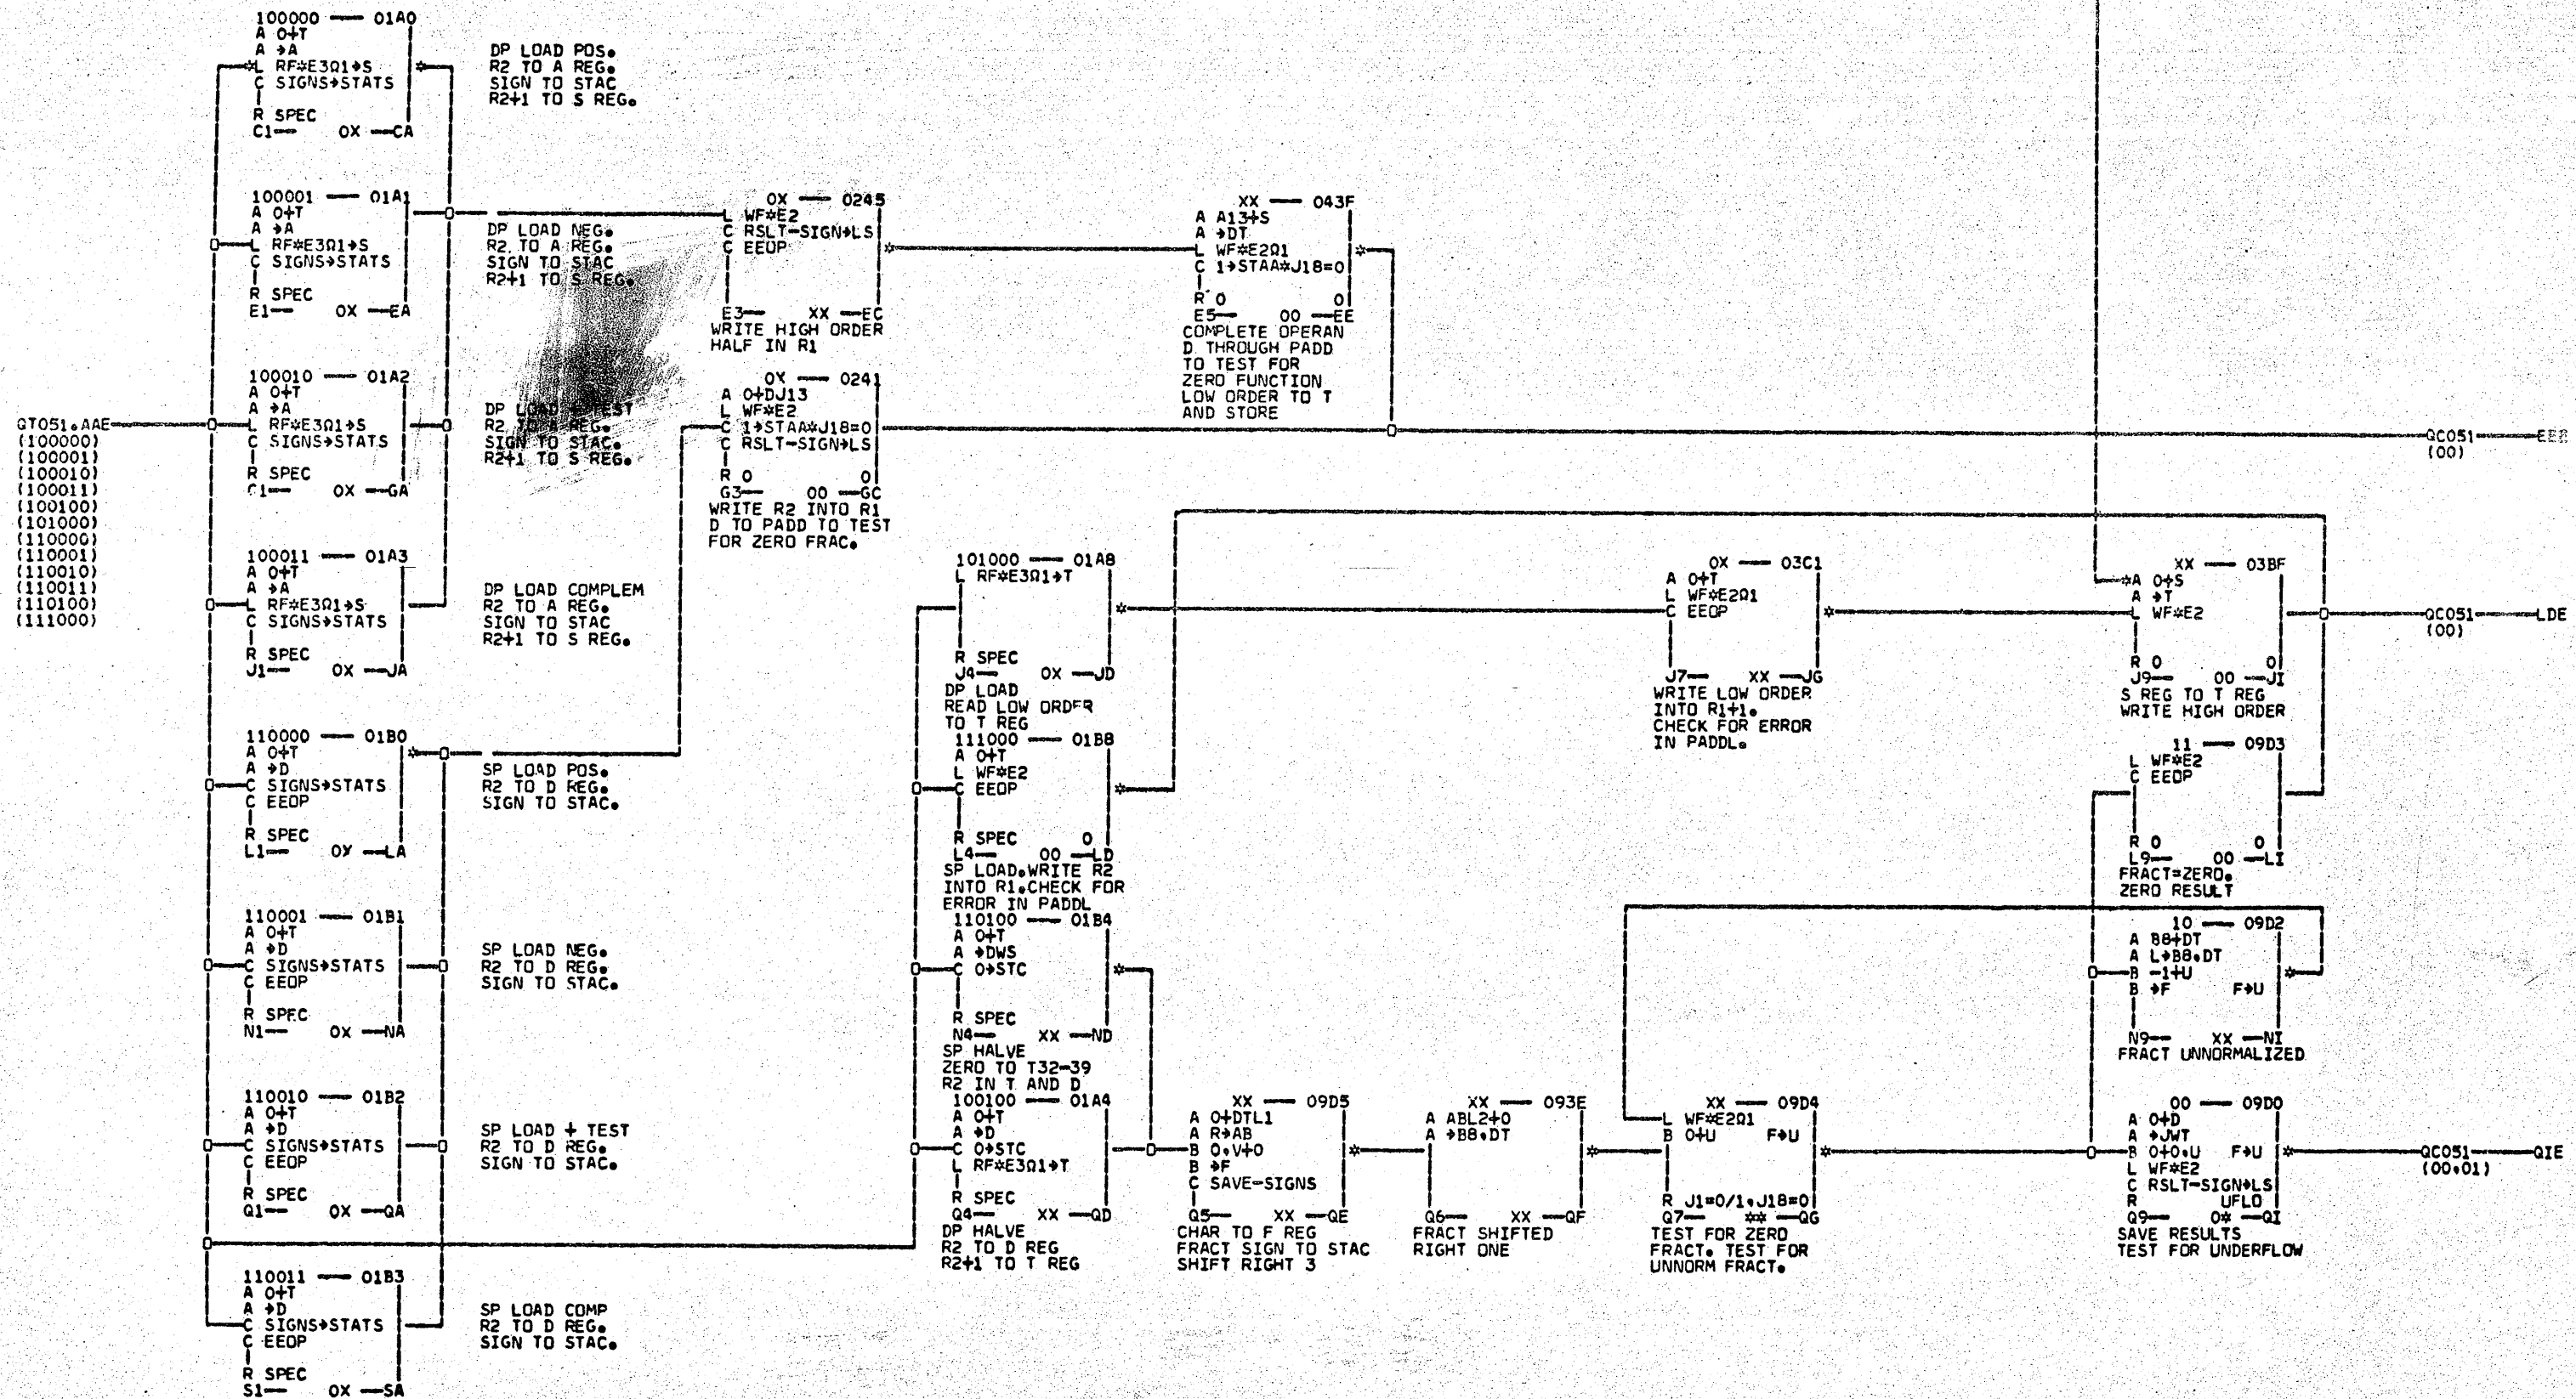 100000 — 01A0
A 0+T
A →A
L RF*E3Ω1→S
C SIGNS→STATS
R SPEC
C1— 0X —CA
DP LOAD POS.
R2 TO A REG.
SIGN TO STAC
R2+1 TO S REG.
100001 — 01A1
A 0+T
A →A
L RF*E3Ω1→S
C SIGNS→STATS
R SPEC
E1— 0X —EA
DP LOAD NEG.
R2 TO A REG.
SIGN TO STAC
R2+1 TO S REG.
100010 — 01A2
A 0+T
A →A
L RF*E3Ω1→S
C SIGNS→STATS
R SPEC
G1— 0X —GA
DP LOAD + TEST
R2 TO A REG.
SIGN TO STAC.
R2+1 TO S REG.
QT051.AAE
(100000)
(100001)
(100010)
(100011)
(100100)
(101000)
(110000)
(110001)
(110010)
(110011)
(110100)
(111000)
100011 — 01A3
A 0+T
A →A
L RF*E3Ω1→S
C SIGNS→STATS
R SPEC
J1— 0X —JA
DP LOAD COMPLEM
R2 TO A REG.
SIGN TO STAC
R2+1 TO S REG.
110000 — 01B0
A 0+T
A →D
C SIGNS→STATS
C EEOP
R SPEC
L1— 0X —LA
SP LOAD POS.
R2 TO D REG.
SIGN TO STAC.
110001 — 01B1
A 0+T
A →D
C SIGNS→STATS
C EEOP
R SPEC
N1— 0X —NA
SP LOAD NEG.
R2 TO D REG.
SIGN TO STAC.
110010 — 01B2
A 0+T
A →D
C SIGNS→STATS
C EEOP
R SPEC
Q1— 0X —QA
SP LOAD + TEST
R2 TO D REG.
SIGN TO STAC.
110011 — 01B3
A 0+T
A →D
C SIGNS→STATS
C EEOP
R SPEC
S1— 0X —SA
SP LOAD COMP
R2 TO D REG.
SIGN TO STAC.
0X — 0245
L WF*E2
C RSLT-SIGN→LS
C EEOP
E3— XX —EC
WRITE HIGH ORDER
HALF IN R1
0X — 0241
A 0+DJ13
L WF*E2
C 1→STAA*J18=0
C RSLT-SIGN→LS
R 0 0
G3— 00 —GC
WRITE R2 INTO R1
D TO PADD TO TEST
FOR ZERO FRAC.
XX — 043F
A A13+S
A →DT
L WF*E2Ω1
C 1→STAA*J18=0
R 0 0
E5— 00 —EE
COMPLETE OPERAN
D THROUGH PADD
TO TEST FOR
ZERO FUNCTION
LOW ORDER TO T
AND STORE
QC051—EEE
(00)
101000 — 01A8
L RF*E3Ω1→T
R SPEC
J4— 0X —JD
DP LOAD
READ LOW ORDER
TO T REG
111000 — 01B8
A 0+T
L WF*E2
C EEOP
R SPEC 0
L4— 00 —LD
SP LOAD.WRITE R2
INTO R1.CHECK FOR
ERROR IN PADDL
110100 — 01B4
A 0+T
A →DWS
C 0→STC
R SPEC
N4— XX —ND
SP HALVE
ZERO TO T32-39
R2 IN T AND D
100100 — 01A4
A 0+T
A →D
C 0→STC
L RF*E3Ω1→T
R SPEC
Q4— XX —QD
DP HALVE
R2 TO D REG
R2+1 TO T REG
XX — 09D5
A 0+DTL1
A R→AB
B 0.V+0
B →F
C SAVE-SIGNS
Q5— XX —QE
CHAR TO F REG
FRACT SIGN TO STAC
SHIFT RIGHT 3
XX — 093E
A ABL2+0
A →B8.DT
Q6— XX —QF
FRACT SHIFTED
RIGHT ONE
0X — 03C1
A 0+T
L WF*E2Ω1
C EEOP
J7— XX —JG
WRITE LOW ORDER
INTO R1+1.
CHECK FOR ERROR
IN PADDL.
XX — 09D4
L WF*E2Ω1
B 0+U F→U
R J1=0/1.J18=0
Q7— ** —QG
TEST FOR ZERO
FRACT. TEST FOR
UNNORM FRACT.
XX — 03BF
A 0+S
A →T
L WF*E2
R 0 0
J9— 00 —JI
S REG TO T REG
WRITE HIGH ORDER
QC051—LDE
(00)
11 — 09D3
L WF*E2
C EEOP
R 0 0
L9— 00 —LI
FRACT=ZERO.
ZERO RESULT
10 — 09D2
A B8+DT
A L→B8.DT
B -1+U
B →F F→U
N9— XX —NI
FRACT UNNORMALIZED
00 — 09D0
A 0+D
A →JWT
B 0+0.U F→U
L WF*E2
C RSLT-SIGN→LS
R UFLO
Q9— 0* —QI
SAVE RESULTS
TEST FOR UNDERFLOW
QC051—QIE
(00.01)